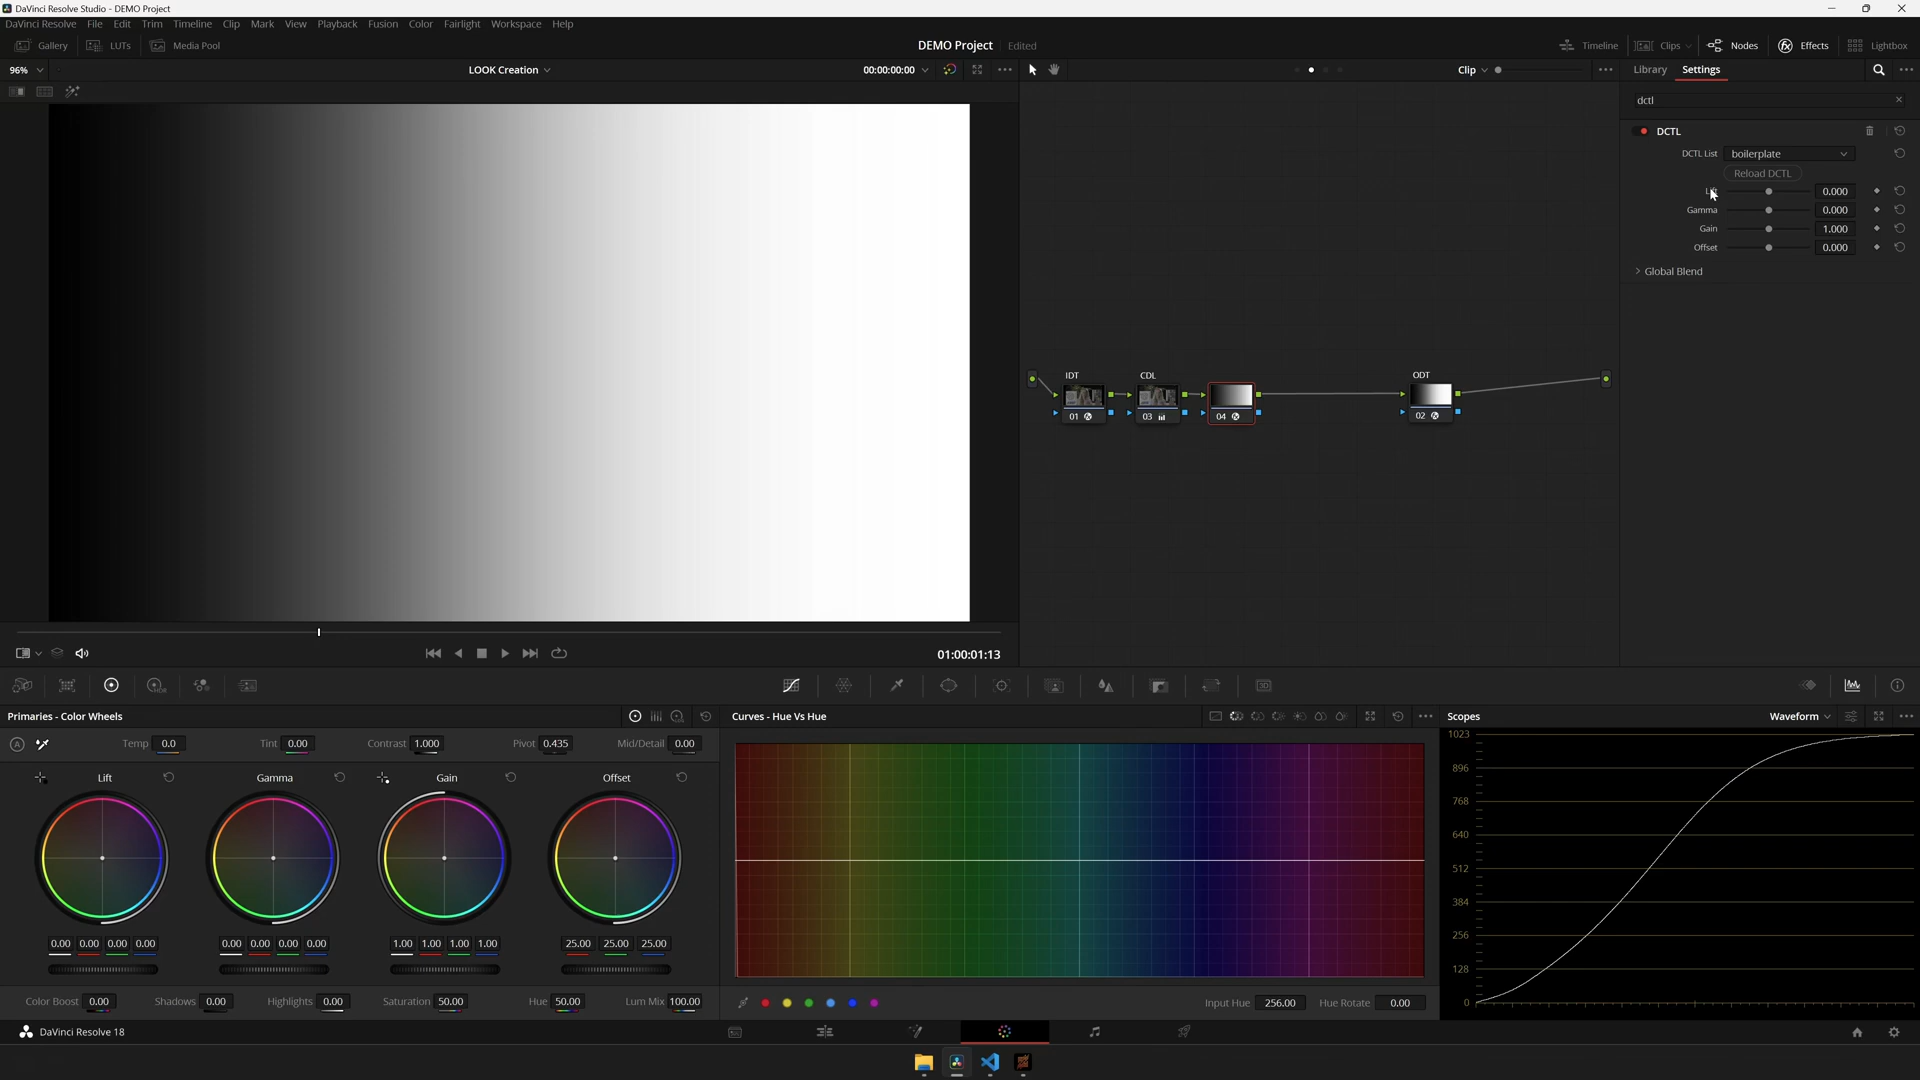 DaVinci Resolve Studio - DEMO Project
DaVinci Resolve File Edit Trim Timeline Clip Mark View Playback Fusion Color Fairlight Workspace Help
Gallery LUTs Media Pool DEMO Project Edited Timeline Clips Nodes Effects Lightbox
96% LOOK Creation 00:00:00:00 Clip Library Settings
dctl
DCTL
DCTL List boilerplate
Reload DCTL
0.000
Gamma 0.000
Gain 1.000
Offset 0.000
Global Blend
IDT CDL ODT
01 03 04 02
01:00:01:13
Primaries - Color Wheels Curves - Hue Vs Hue Scopes Waveform
A Temp 0.0 Tint 0.00 Contrast 1.000 Pivot 0.435 Mid/Detail 0.00
Lift Gamma Gain Offset
0.00 0.00 0.00 0.00 0.00 0.00 0.00 0.00 1.00 1.00 1.00 1.00 25.00 25.00 25.00
Color Boost 0.00 Shadows 0.00 Highlights 0.00 Saturation 50.00 Hue 50.00 Lum Mix 100.00
Input Hue 256.00 Hue Rotate 0.00
1023
896
768
640
512
384
256
128
0
DaVinci Resolve 18